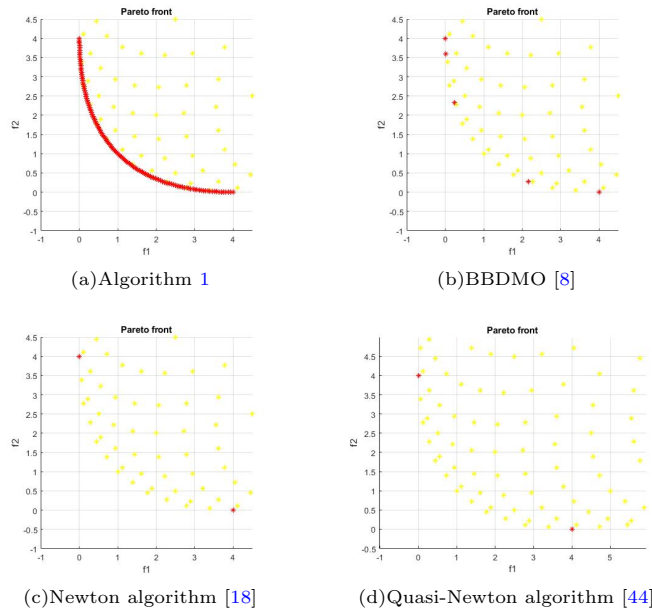 Pareto front
4.5
4
3.5
3
2.5
2
1.5
1
0.5
0
-0.5
-1
f2
-1 0 1 2 3 4
f1
(a)Algorithm 1
Pareto front
4.5
4
3.5
3
2.5
2
1.5
1
0.5
0
-0.5
-1
f2
-1 0 1 2 3 4
f1
(b)BBDMO [8]
Pareto front
4.5
4
3.5
3
2.5
2
1.5
1
0.5
0
-0.5
-1
f2
-1 0 1 2 3 4
f1
(c)Newton algorithm [18]
Pareto front
4.5
4
3.5
3
2.5
2
1.5
1
0.5
0
-0.5
f2
-1 0 1 2 3 4 5
f1
(d)Quasi-Newton algorithm [44]